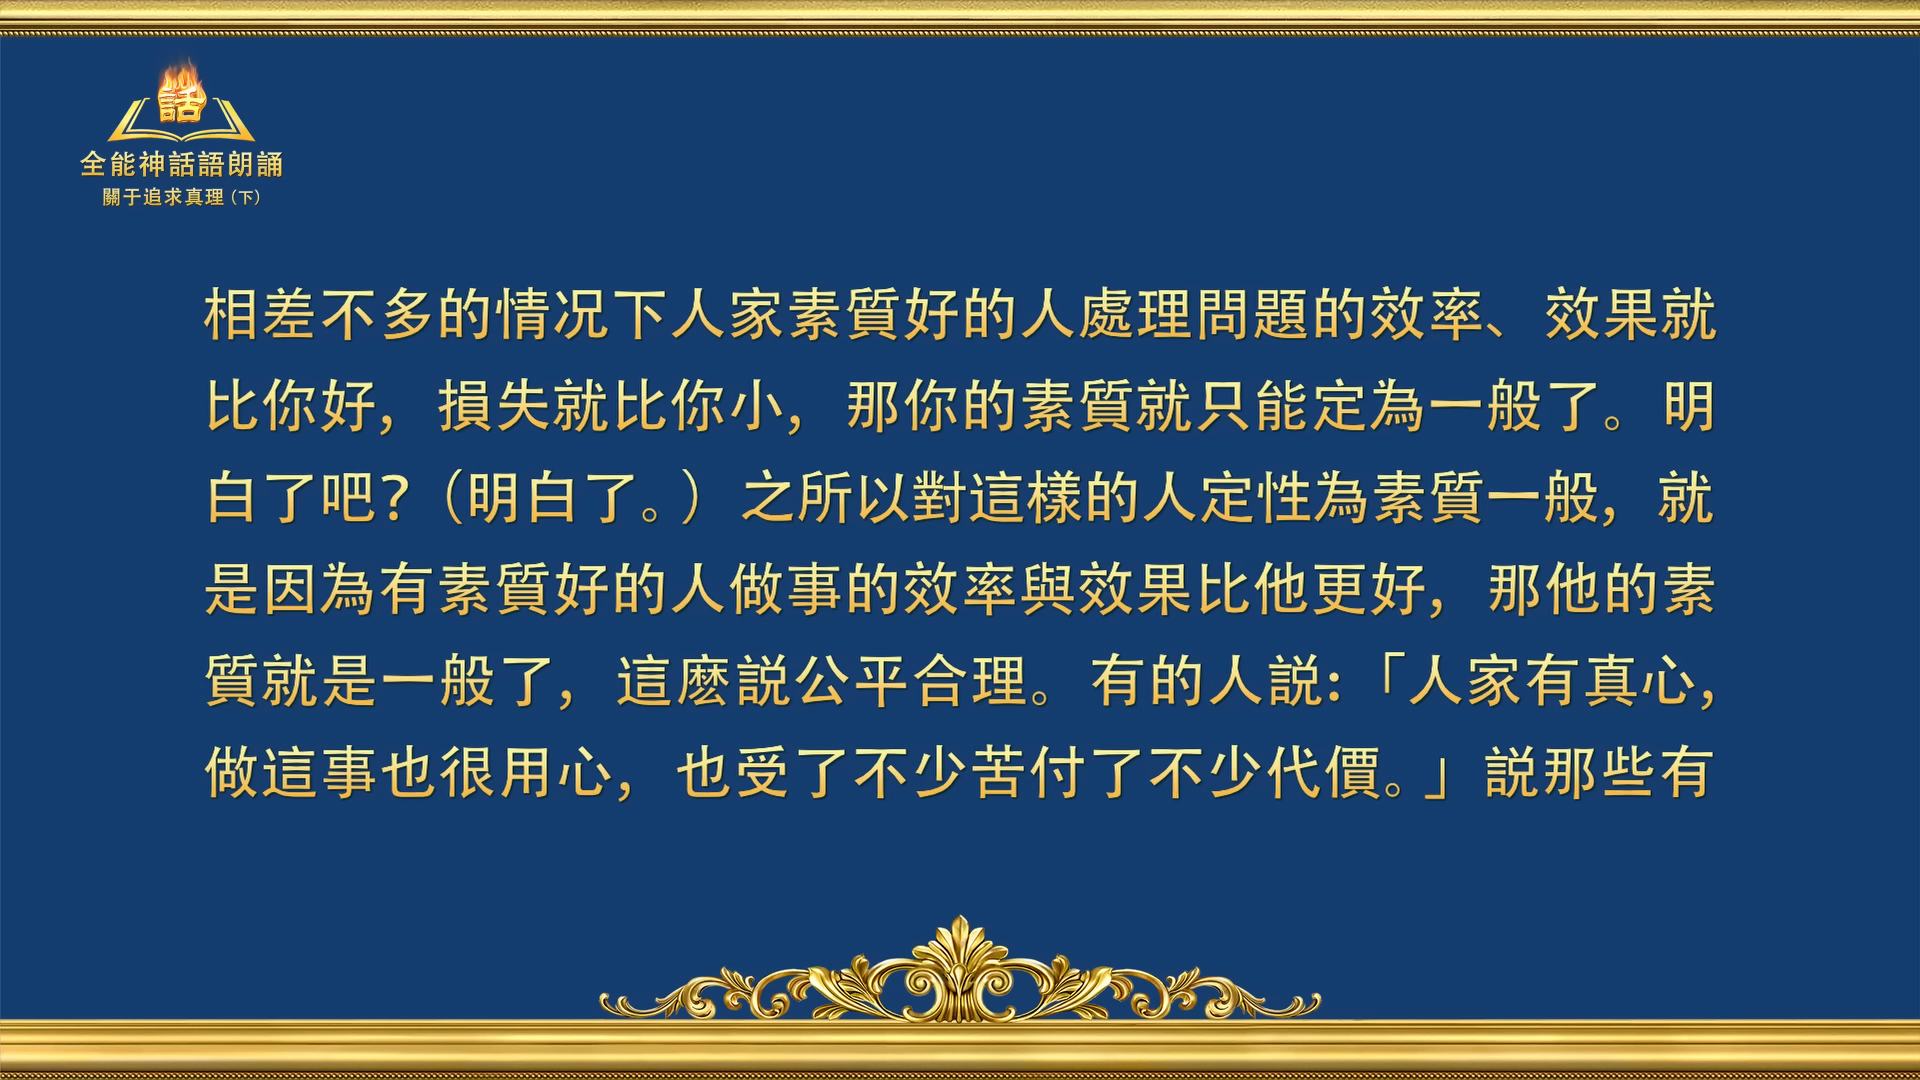 話
全能神話語朗誦
關于追求真理（下）
相差不多的情况下人家素質好的人處理問題的效率、效果就
比你好，損失就比你小，那你的素質就只能定為一般了。明
白了吧？（明白了。）之所以對這樣的人定性為素質一般，就
是因為有素質好的人做事的效率與效果比他更好，那他的素
質就是一般了，這麽説公平合理。有的人説：「人家有真心，
做這事也很用心，也受了不少苦付了不少代價。」説那些有